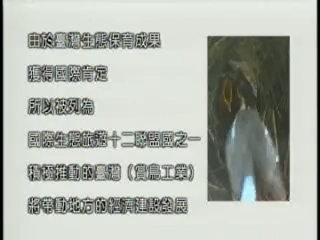 由於臺灣生態保育成果
獲得國際肯定
所以被列為
國際生態旅遊十二聯盟國之一
積極推動的臺灣（賞鳥工業）
將帶動地方的經濟建設發展